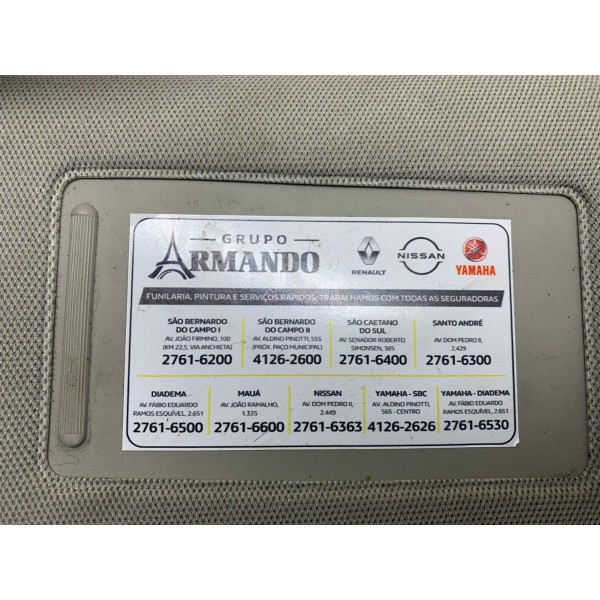 GRUPO
ARMANDO
RENAULT
NISSAN
YAMAHA
FUNILARIA, PINTURA E SERVIÇOS RÁPIDOS. TRABALHAMOS COM TODAS AS SEGURADORAS
SÃO BERNARDO
DO CAMPO I
AV. JOÃO FIRMINO, 100
(KM 22,5, VIA ANCHIETA)
2761-6200
SÃO BERNARDO
DO CAMPO II
AV. ALDINO PINOTTI, 555
(PRÓX. PAÇO MUNICIPAL)
4126-2600
SÃO CAETANO
DO SUL
AV. SENADOR ROBERTO
SIMONSEN, 365
2761-6400
SANTO ANDRÉ
AV. DOM PEDRO II,
2.429
2761-6300
DIADEMA
AV. FÁBIO EDUARDO
RAMOS ESQUÍVEL, 2.651
2761-6500
MAUÁ
AV. JOÃO RAMALHO,
1.335
2761-6600
NISSAN
AV. DOM PEDRO II,
2.449
2761-6363
YAMAHA - SBC
AV. ALDINO PINOTTI,
565 - CENTRO
4126-2626
YAMAHA - DIADEMA
AV. FÁBIO EDUARDO
RAMOS ESQUÍVEL, 2.651
2761-6530